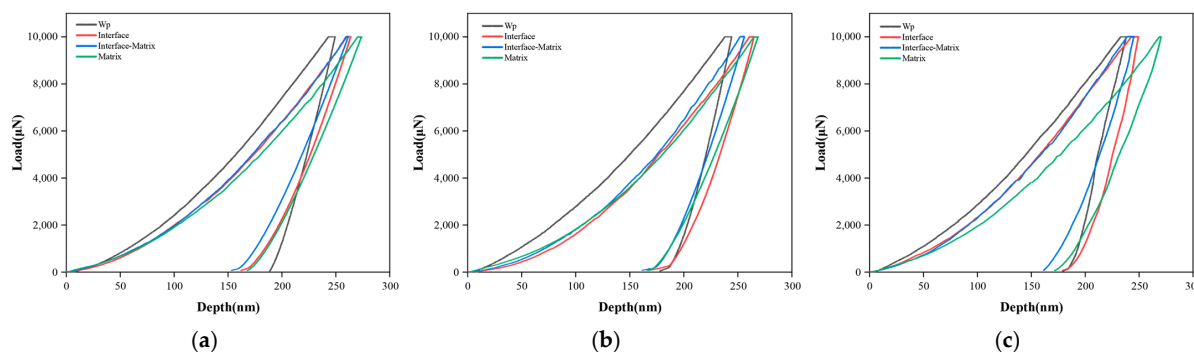 Wp
Interface
Interface-Matrix
Matrix
10,000
8,000
6,000
4,000
2,000
0
Load(μN)
0 50 100 150 200 250 300
Depth(nm)
(a)
Wp
Interface
Interface-Matrix
Matrix
10,000
8,000
6,000
4,000
2,000
0
Load(μN)
0 50 100 150 200 250 300
Depth(nm)
(b)
Wp
Interface
Interface-Matrix
Matrix
10,000
8,000
6,000
4,000
2,000
0
Load(μN)
0 50 100 150 200 250 300
Depth(nm)
(c)